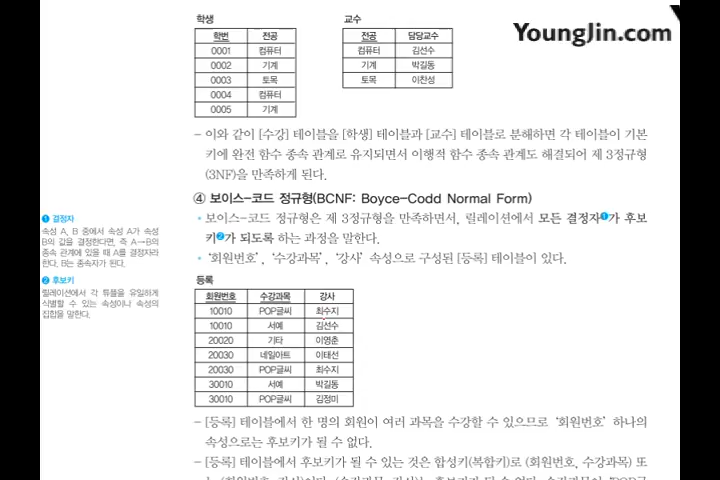 YoungJin.com
학생
학번 전공
0001 컴퓨터
0002 기계
0003 토목
0004 컴퓨터
0005 기계
교수
전공 담당교수
컴퓨터 김선수
기계 박길동
토목 이찬성
- 이와 같이 [수강] 테이블을 [학생] 테이블과 [교수] 테이블로 분해하면 각 테이블이 기본
키에 완전 함수 종속 관계로 유지되면서 이행적 함수 종속 관계도 해결되어 제 3정규형
(3NF)을 만족하게 된다.
④ 보이스-코드 정규형(BCNF: Boyce-Codd Normal Form)
• 보이스-코드 정규형은 제 3정규형을 만족하면서, 릴레이션에서 모든 결정자❶가 후보
키❷가 되도록 하는 과정을 말한다.
• '회원번호', '수강과목', '강사' 속성으로 구성된 [등록] 테이블이 있다.
❶ 결정자
속성 A, B 중에서 속성 A가 속성
B의 값을 결정한다면, 즉 A→B의
종속 관계에 있을 때 A를 결정자라
한다. B는 종속자가 된다.
❷ 후보키
릴레이션에서 각 튜플을 유일하게
식별할 수 있는 속성이나 속성의
집합을 말한다.
등록
회원번호 수강과목 강사
10010 POP글씨 최수지
10010 서예 김선수
20020 기타 이영춘
20030 네일아트 이태선
20030 POP글씨 최수지
30010 서예 박길동
30010 POP글씨 김정미
- [등록] 테이블에서 한 명의 회원이 여러 과목을 수강할 수 있으므로 '회원번호' 하나의
속성으로는 후보키가 될 수 없다.
- [등록] 테이블에서 후보키가 될 수 있는 것은 합성키(복합키)로 (회원번호, 수강과목) 또